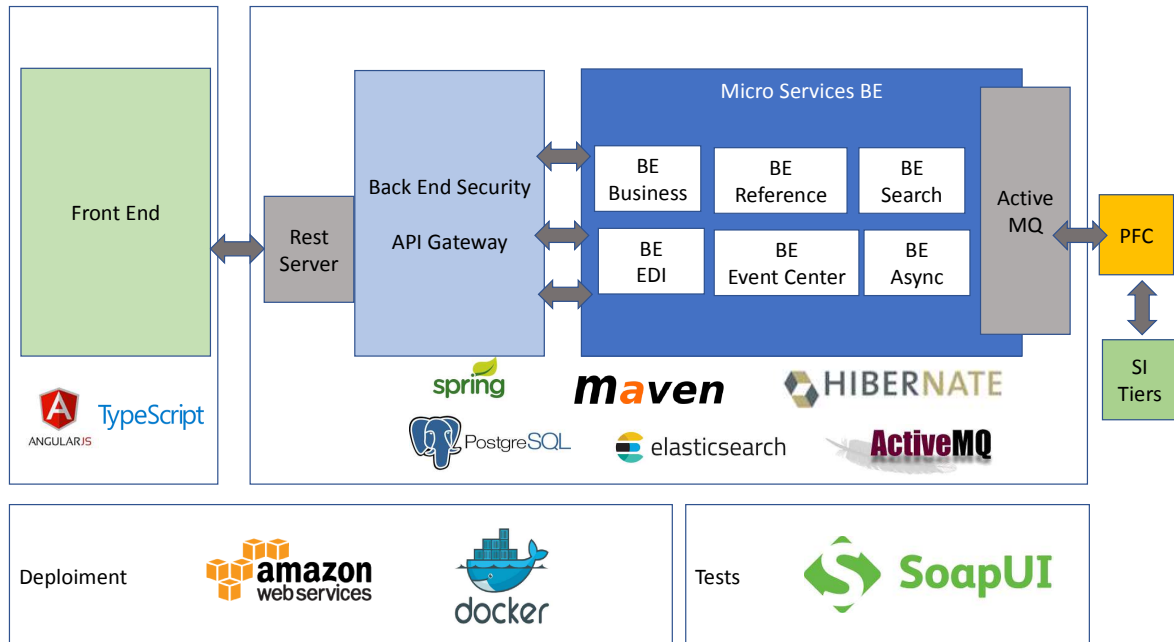 Micro Services BE
Front End
Rest
Server
Back End Security
API Gateway
BE
Business
BE
Reference
BE
Search
BE
EDI
BE
Event Center
BE
Async
Active
MQ
PFC
SI
Tiers
ANGULARJS
TypeScript
spring
maven
HIBERNATE
PostgreSQL
elasticsearch
ActiveMQ
Deploiment
amazon
web services
docker
Tests
SoapUI